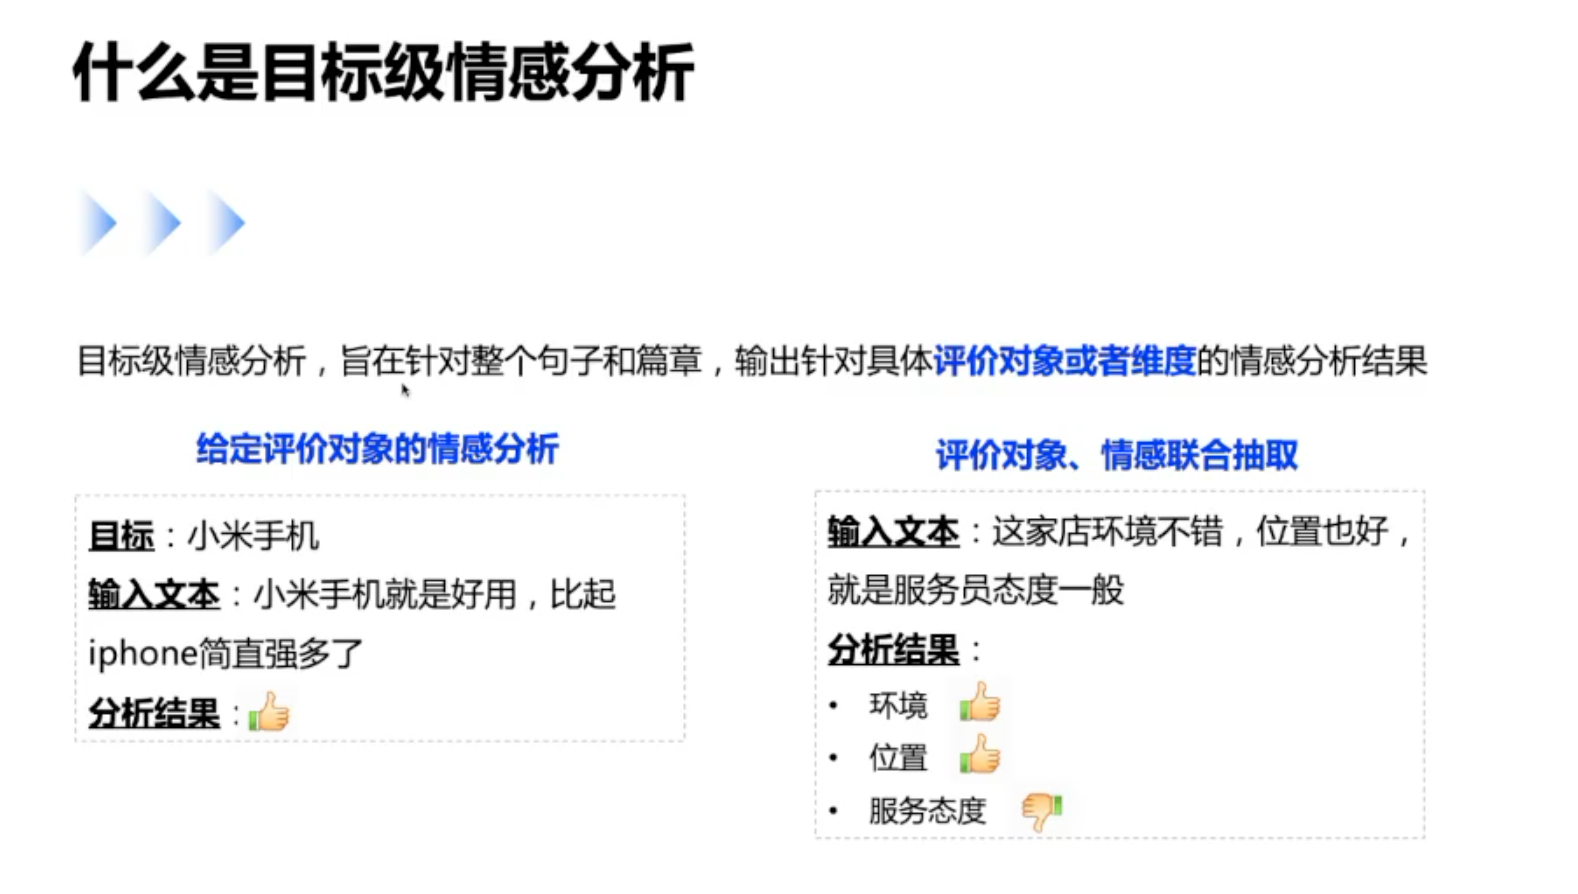 什么是目标级情感分析
目标级情感分析，旨在针对整个句子和篇章，输出针对具体评价对象或者维度的情感分析结果
给定评价对象的情感分析
目标：小米手机
输入文本：小米手机就是好用，比起
iphone简直强多了
分析结果：
评价对象、情感联合抽取
输入文本：这家店环境不错，位置也好，
就是服务员态度一般
分析结果：
• 环境
• 位置
• 服务态度